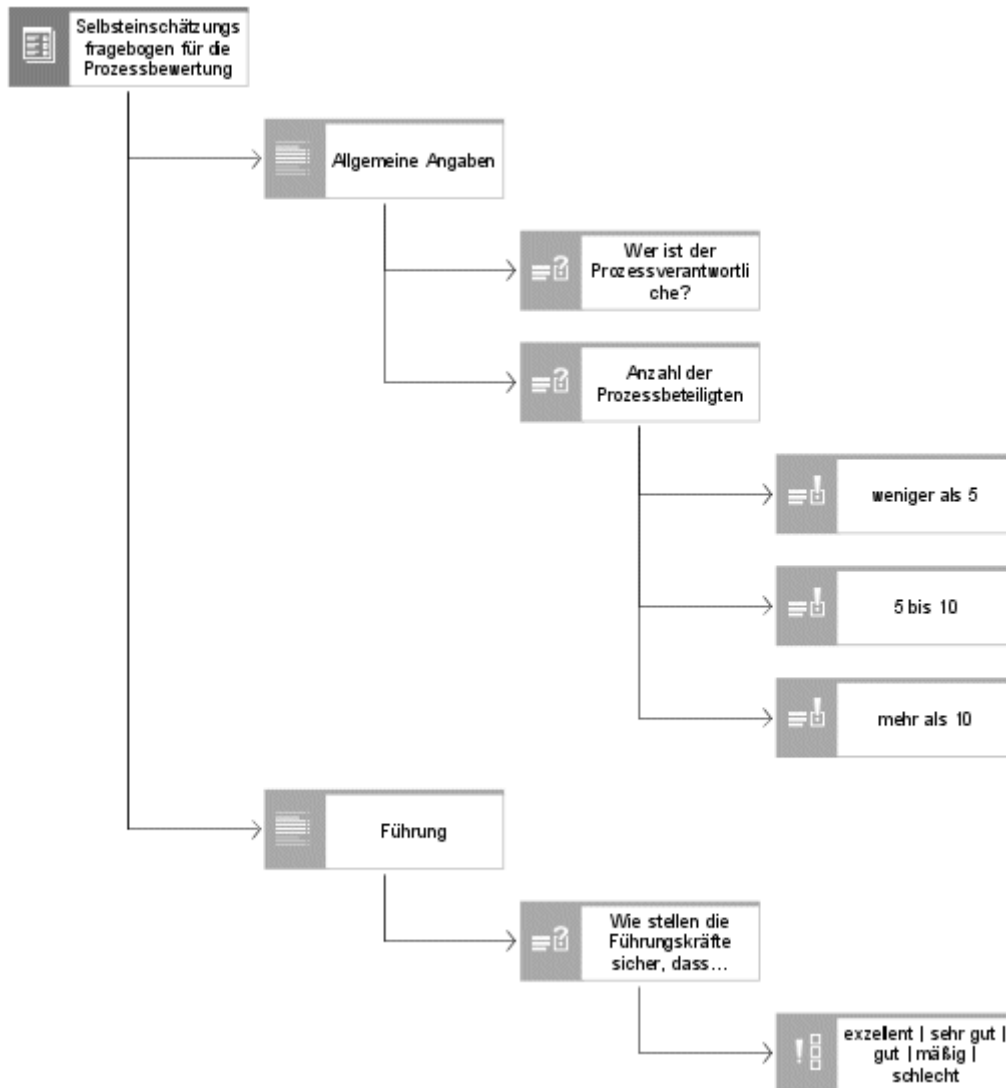 Selbsteinschätzungs
fragebogen für die
Prozessbewertung
Allgemeine Angaben
Wer ist der
Prozessverantwortli
che?
Anzahl der
Prozessbeteiligten
weniger als 5
5 bis 10
mehr als 10
Führung
Wie stellen die
Führungskräfte
sicher, dass...
exzellent | sehr gut |
gut | mäßig |
schlecht